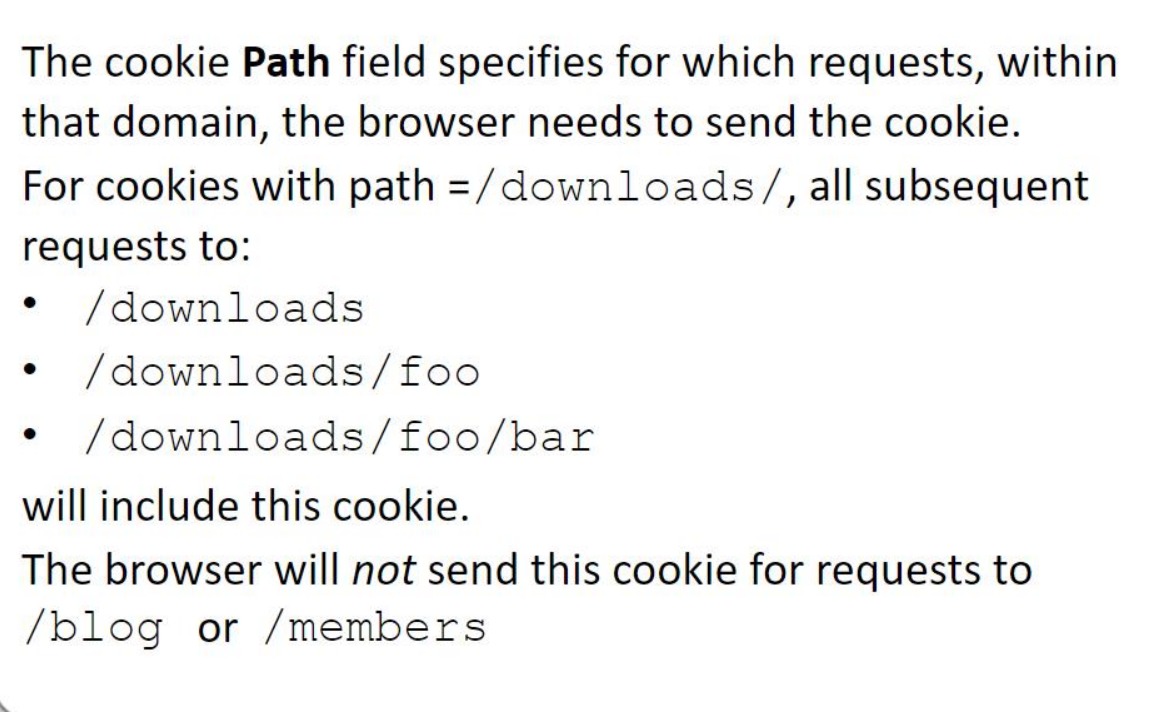 The cookie Path field specifies for which requests, within
that domain, the browser needs to send the cookie.
For cookies with path =/downloads/, all subsequent
requests to:
• /downloads
• /downloads/foo
• /downloads/foo/bar
will include this cookie.
The browser will not send this cookie for requests to
/blog or /members